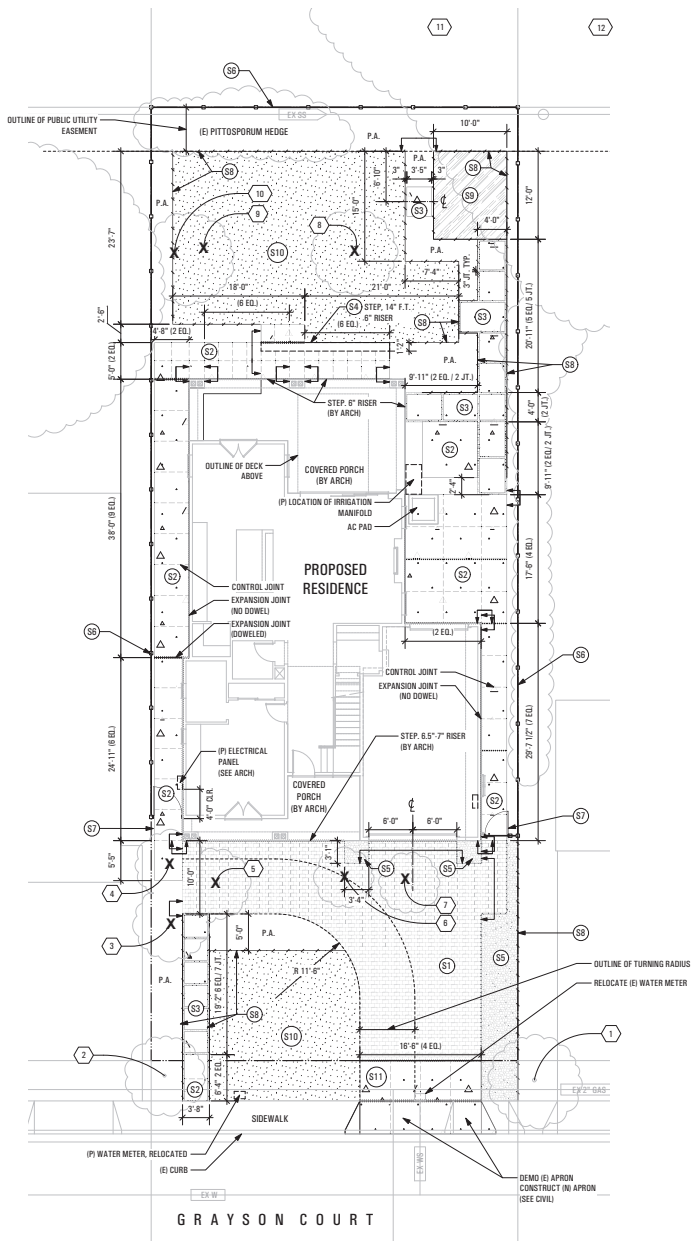 11
12
S6
EX SS
OUTLINE OF PUBLIC UTILITY
EASEMENT
(E) PITTOSPORUM HEDGE
P.A.
10'-0"
P.A.
3"
3'-5"
3"
S8
S8
S9
6'-10"
15'-0"
12'-0"
4'-0"
P.A.
10
9
8
S3
S10
P.A.
23'-7"
7'-4"
3" JT. TYP.
18'-0"
21'-0"
(6 EQ.)
S4
STEP, 14" F.T.
6" RISER
(6 EQ.)
S8
S3
20'-11" (5 EQ/ 5 JT.)
2'-6"
4'-8" (2 EQ.)
S2
1'-2"
P.A.
S8
5'-0" (2 EQ.)
9'-11" (2 EQ./ 2 JT.)
STEP. 6" RISER
(BY ARCH)
S3
4'-0"
(2 JT.)
OUTLINE OF DECK
ABOVE
COVERED PORCH
(BY ARCH)
S2
9'-11" (2 EQ./ 2 JT.)
(P) LOCATION OF IRRIGATION
MANIFOLD
2'-4"
AC PAD
38'-0" (9 EQ.)
PROPOSED
RESIDENCE
S2
S2
17'-6" (4 EQ.)
CONTROL JOINT
EXPANSION JOINT
(NO DOWEL)
EXPANSION JOINT
(DOWELED)
S6
(2 EQ.)
S6
CONTROL JOINT
EXPANSION JOINT
(NO DOWEL)
24'-11" (6 EQ.)
STEP. 6.5"-7" RISER
(BY ARCH)
29'-7 1/2" (7 EQ.)
(P) ELECTRICAL
PANEL
(SEE ARCH)
COVERED
PORCH
(BY ARCH)
S2
4'-0" CLR.
S2
S7
S7
6'-0"
6'-0"
5'-5"
3'-1"
S5
S5
4
5
10'-0"
3'-4"
6
7
3
5'-0"
P.A.
S8
S1
S5
P.A.
R 11'-6"
OUTLINE OF TURNING RADIUS
RELOCATE (E) WATER METER
S3
19'-2" 6 EQ./ 7 JT.
S8
S10
1
2
16'-6" (4 EQ.)
S11
S2
6'-4" 2 EQ.
EX 2" GAS
3'-8"
SIDEWALK
(P) WATER METER, RELOCATED
(E) CURB
EX-WS
DEMO (E) APRON
CONSTRUCT (N) APRON
(SEE CIVIL)
EX W
GRAYSON COURT